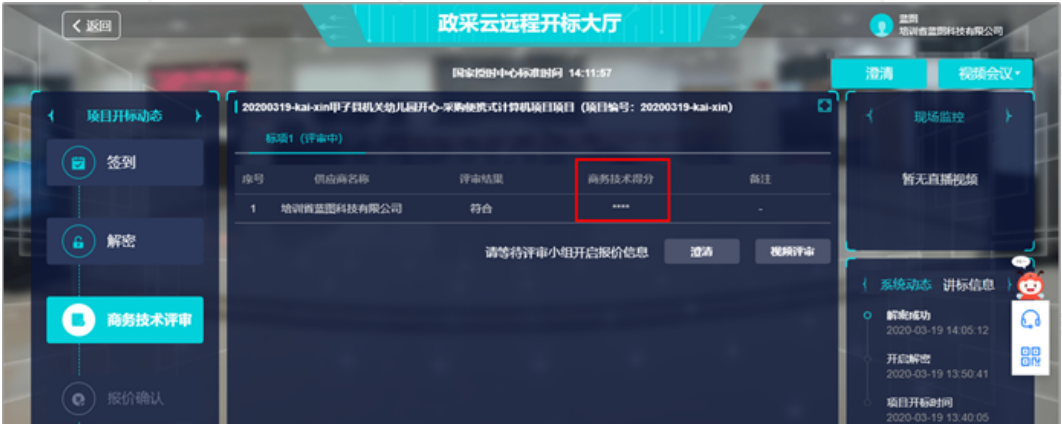 返回
政采云远程开标大厅
蓝图
培训省蓝图科技有限公司
国家授时中心标准时间 14:11:57
澄清
视频会议
项目开标动态
签到
解密
商务技术评审
报价确认
20200319-kai-xin甲子县机关幼儿园开心-采购便携式计算机项目项目（项目编号：20200319-kai-xin）
标项1（评审中）
序号 供应商名称 评审结果 商务技术得分 备注
1 培训省蓝图科技有限公司 符合 **** -
请等待评审小组开启报价信息 澄清 视频评审
现场监控
暂无直播视频
系统动态 讲标信息
解密成功
2020-03-19 14:05:12
开启解密
2020-03-19 13:50:41
项目开标时间
2020-03-19 13:40:05